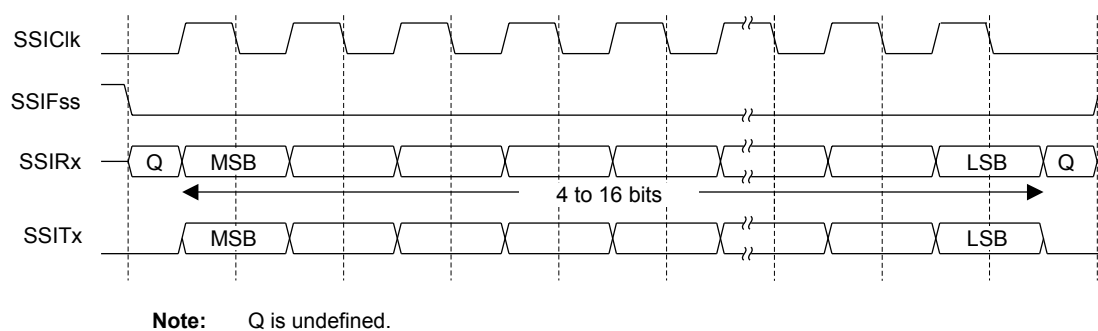 SSIClk
SSIFss
SSIRx Q MSB LSB Q
4 to 16 bits
SSITx MSB LSB
Note: Q is undefined.